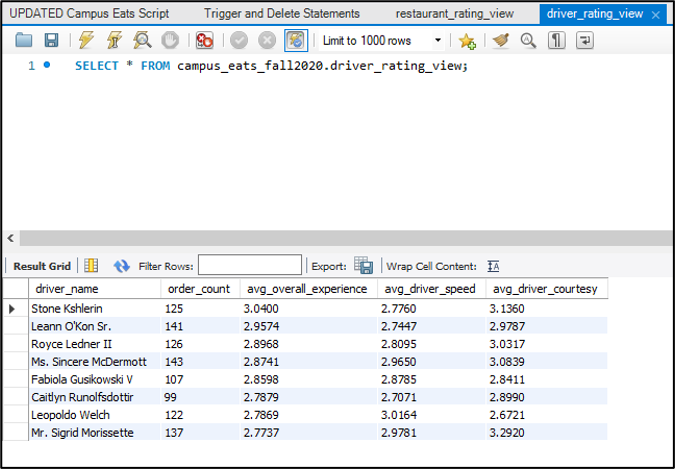 UPDATED Campus Eats Script Trigger and Delete Statements restaurant_rating_view driver_rating_view
Limit to 1000 rows
1 SELECT * FROM campus_eats_fall2020.driver_rating_view;
Result Grid Filter Rows: Export: Wrap Cell Content: IA
driver_name order_count avg_overall_experience avg_driver_speed avg_driver_courtesy
Stone Kshlerin 125 3.0400 2.7760 3.1360
Leann O'Kon Sr. 141 2.9574 2.7447 2.9787
Royce Ledner II 126 2.8968 2.8095 3.0317
Ms. Sincere McDermott 143 2.8741 2.9650 3.0839
Fabiola Gusikowski V 107 2.8598 2.8785 2.8411
Caitlyn Runolfsdottir 99 2.7879 2.7071 2.8990
Leopoldo Welch 122 2.7869 3.0164 2.6721
Mr. Sigrid Morissette 137 2.7737 2.9781 3.2920